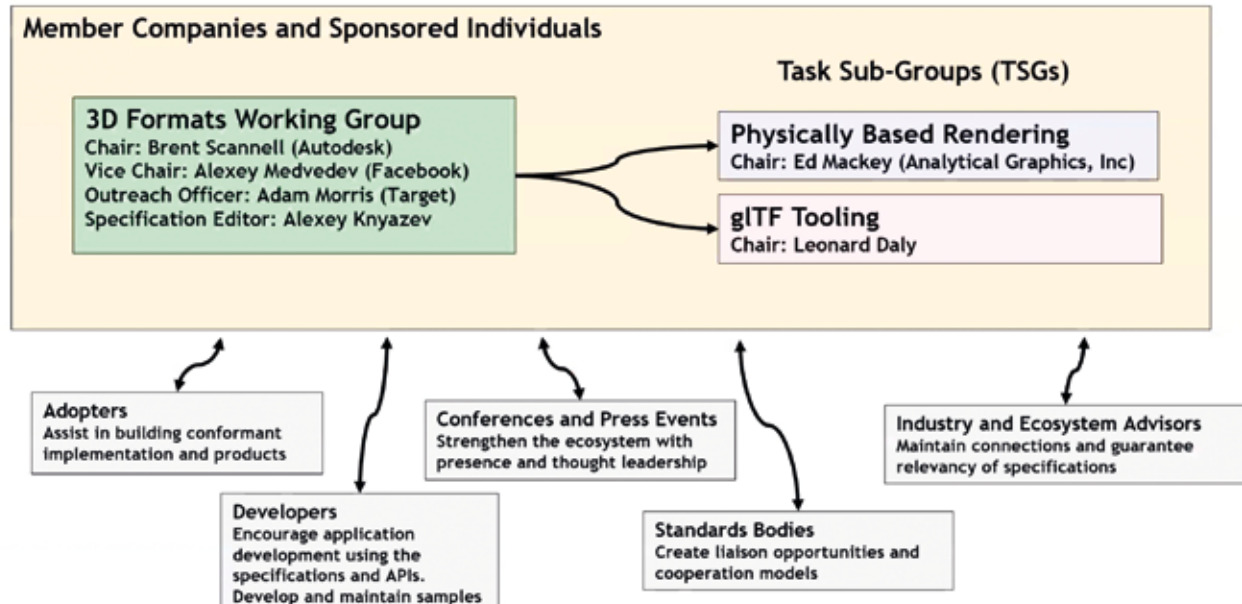 Member Companies and Sponsored Individuals
Task Sub-Groups (TSGs)
3D Formats Working Group
Chair: Brent Scannell (Autodesk)
Vice Chair: Alexey Medvedev (Facebook)
Outreach Officer: Adam Morris (Target)
Specification Editor: Alexey Knyazev
Physically Based Rendering
Chair: Ed Mackey (Analytical Graphics, Inc)
glTF Tooling
Chair: Leonard Daly
Adopters
Assist in building conformant
implementation and products
Developers
Encourage application
development using the
specifications and APIs.
Develop and maintain samples
Conferences and Press Events
Strengthen the ecosystem with
presence and thought leadership
Standards Bodies
Create liaison opportunities and
cooperation models
Industry and Ecosystem Advisors
Maintain connections and guarantee
relevancy of specifications